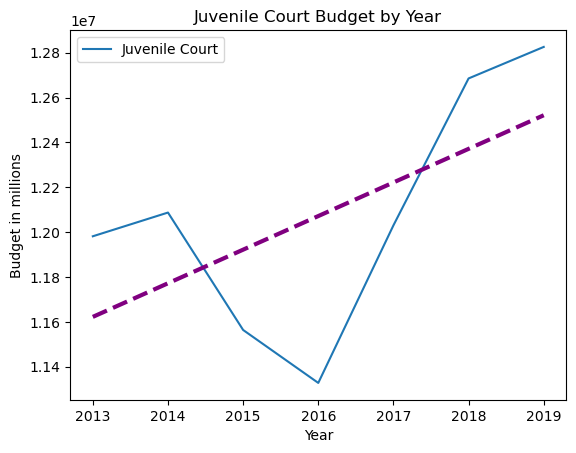 Juvenile Court Budget by Year
1e7
Juvenile Court
1.28
1.26
1.24
1.22
1.20
1.18
1.16
1.14
Budget in millions
2013 2014 2015 2016 2017 2018 2019
Year